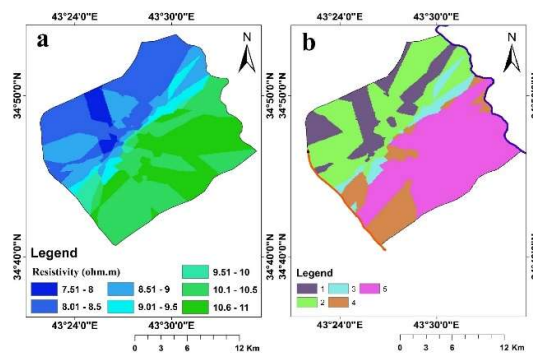 43°24'0"E 43°30'0"E
a
N
34°50'0"N
34°40'0"N
Legend
Resistivity (ohm.m)
7.51 - 8
8.01 - 8.5
8.51 - 9
9.01 - 9.5
9.51 - 10
10.1 - 10.5
10.6 - 11
43°24'0"E 43°30'0"E
0 3 6 12 Km
43°24'0"E 43°30'0"E
b
N
34°50'0"N
34°40'0"N
Legend
1 3 5
2 4
43°24'0"E 43°30'0"E
0 3 6 12 Km